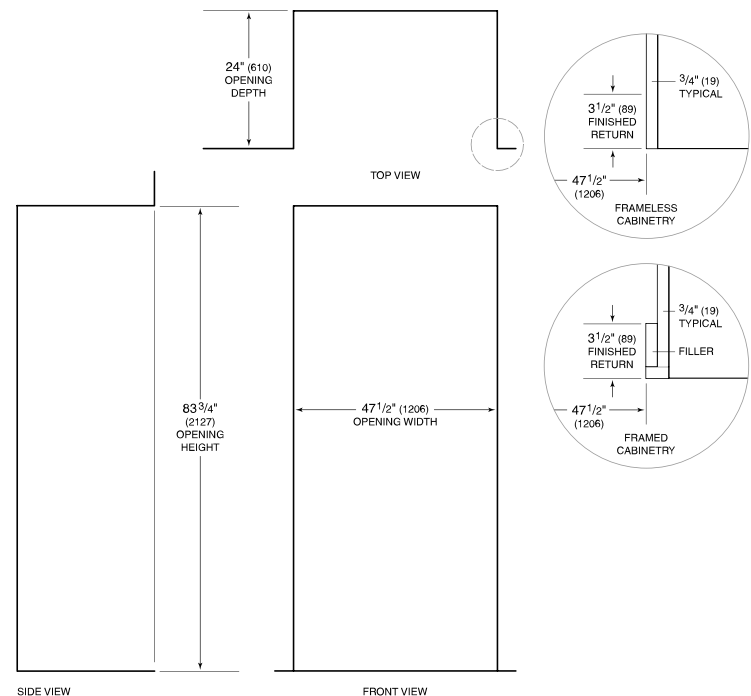 24" (610)
OPENING
DEPTH
TOP VIEW
3/4" (19)
TYPICAL
3 1/2" (89)
FINISHED
RETURN
47 1/2"
(1206)
FRAMELESS
CABINETRY
3/4" (19)
TYPICAL
3 1/2" (89)
FINISHED
RETURN
FILLER
47 1/2"
(1206)
FRAMED
CABINETRY
83 3/4"
(2127)
OPENING
HEIGHT
47 1/2" (1206)
OPENING WIDTH
SIDE VIEW
FRONT VIEW